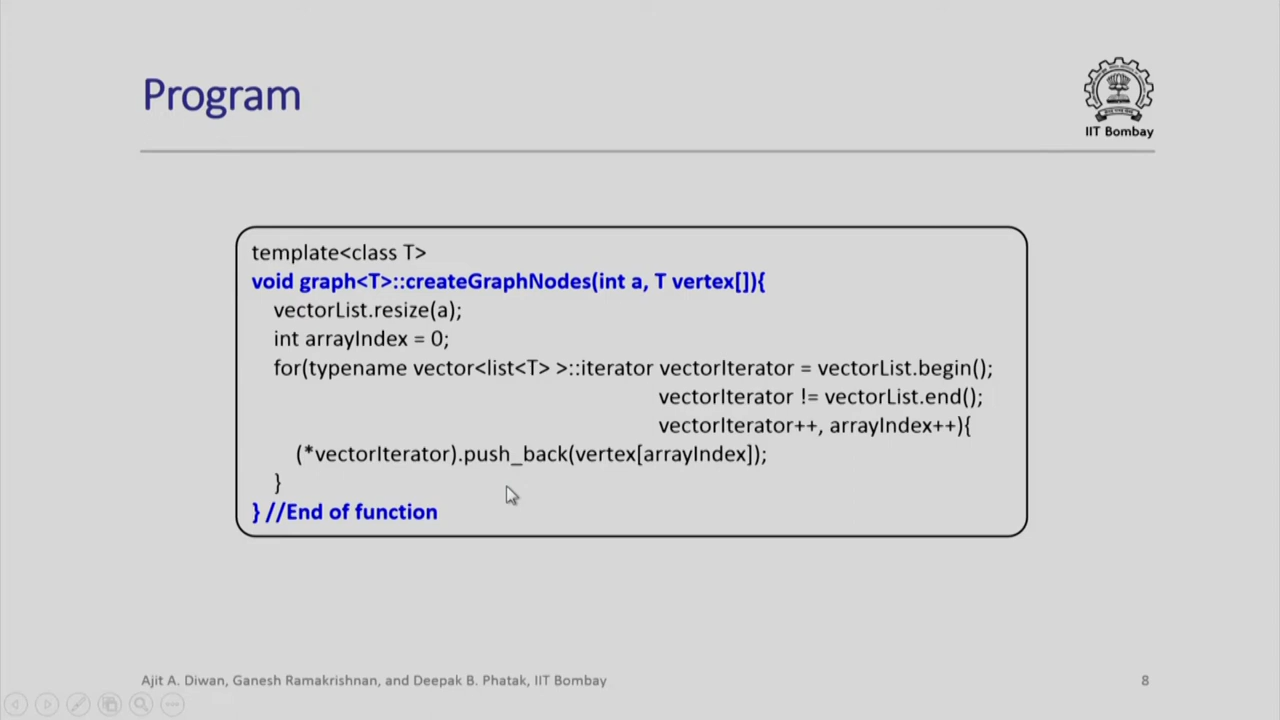 Program
IIT Bombay
template<class T>
void graph<T>::createGraphNodes(int a, T vertex[]){
vectorList.resize(a);
int arrayIndex = 0;
for(typename vector<list<T> >::iterator vectorIterator = vectorList.begin();
vectorIterator != vectorList.end();
vectorIterator++, arrayIndex++){
(*vectorIterator).push_back(vertex[arrayIndex]);
}
} //End of function
Ajit A. Diwan, Ganesh Ramakrishnan, and Deepak B. Phatak, IIT Bombay
8